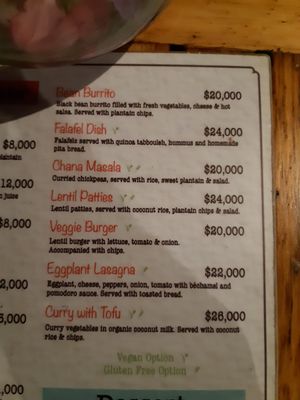 Bean Burrito $20,000
Black bean burrito filled with fresh vegetables, cheese & hot
salsa. Served with plantain chips.
Falafel Dish $24,000
Falafels served with quinoa tabbouleh, hummus and homemade
pita bread.
$8,000
plantain
Chana Masala $20,000
Curried chickpeas, served with rice, sweet plantain & salad.
12,000
n juice
Lentil Patties $24,000
Lentil patties, served with coconut rice, plantain chips & salad.
$8,000
Veggie Burger $20,000
Lentil burger with lettuce, tomato & onion.
Accompanied with chips.
Eggplant Lasagna $22,000
2,000
Eggplant, cheese, peppers, onion, tomato with béchamel and
pomodoro sauce. Served with toasted bread.
Curry with Tofu $26,000
5,000
Curry vegetables in organic coconut milk. Served with coconut
rice & chips.
Vegan Option
Gluten Free Option
,000
Dessert